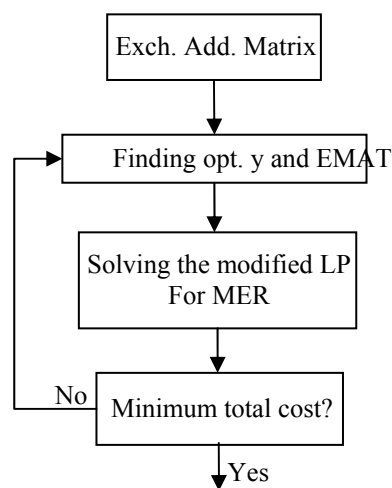 Exch. Add. Matrix
Finding opt. y and EMAT
Solving the modified LP
For MER
No
Minimum total cost?
Yes